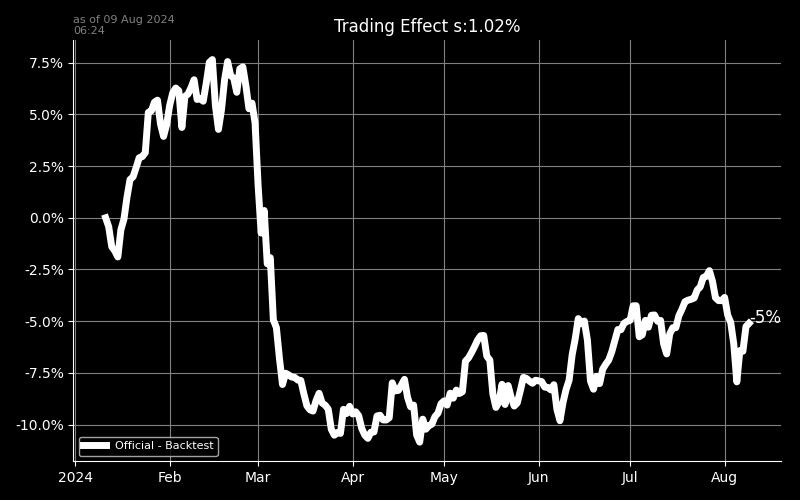 as of 09 Aug 2024
06:24
Trading Effect s:1.02%
7.5%
5.0%
2.5%
0.0%
-2.5%
-5.0%
-7.5%
-10.0%
-5%
Official - Backtest
2024 Feb Mar Apr May Jun Jul Aug